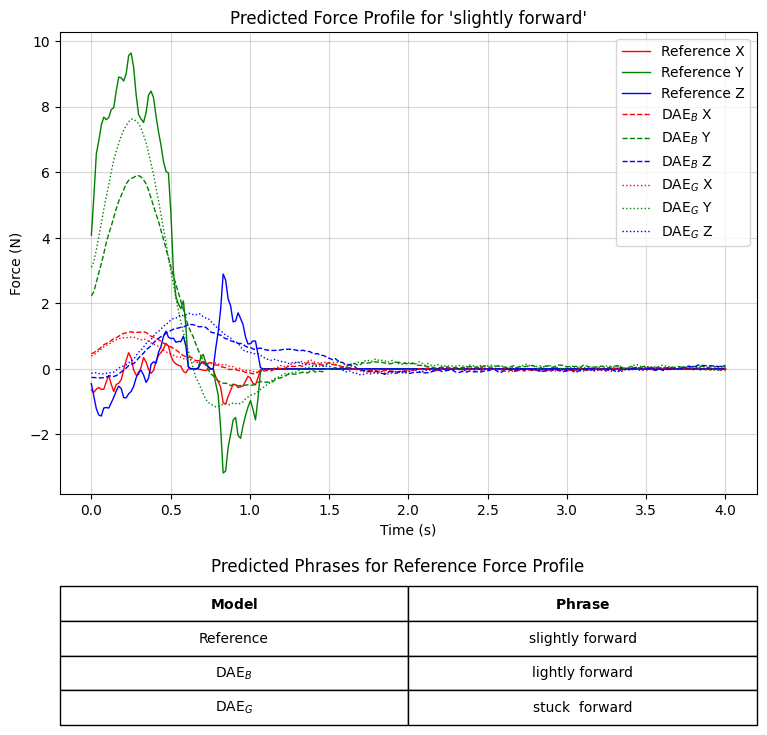 Predicted Force Profile for 'slightly forward'
10
8
6
4
2
0
−2
Force (N)
Reference X
Reference Y
Reference Z
DAE_B X
DAE_B Y
DAE_B Z
DAE_G X
DAE_G Y
DAE_G Z
0.0 0.5 1.0 1.5 2.0 2.5 3.0 3.5 4.0
Time (s)
Predicted Phrases for Reference Force Profile
Model Phrase
Reference slightly forward
DAE_B lightly forward
DAE_G stuck  forward